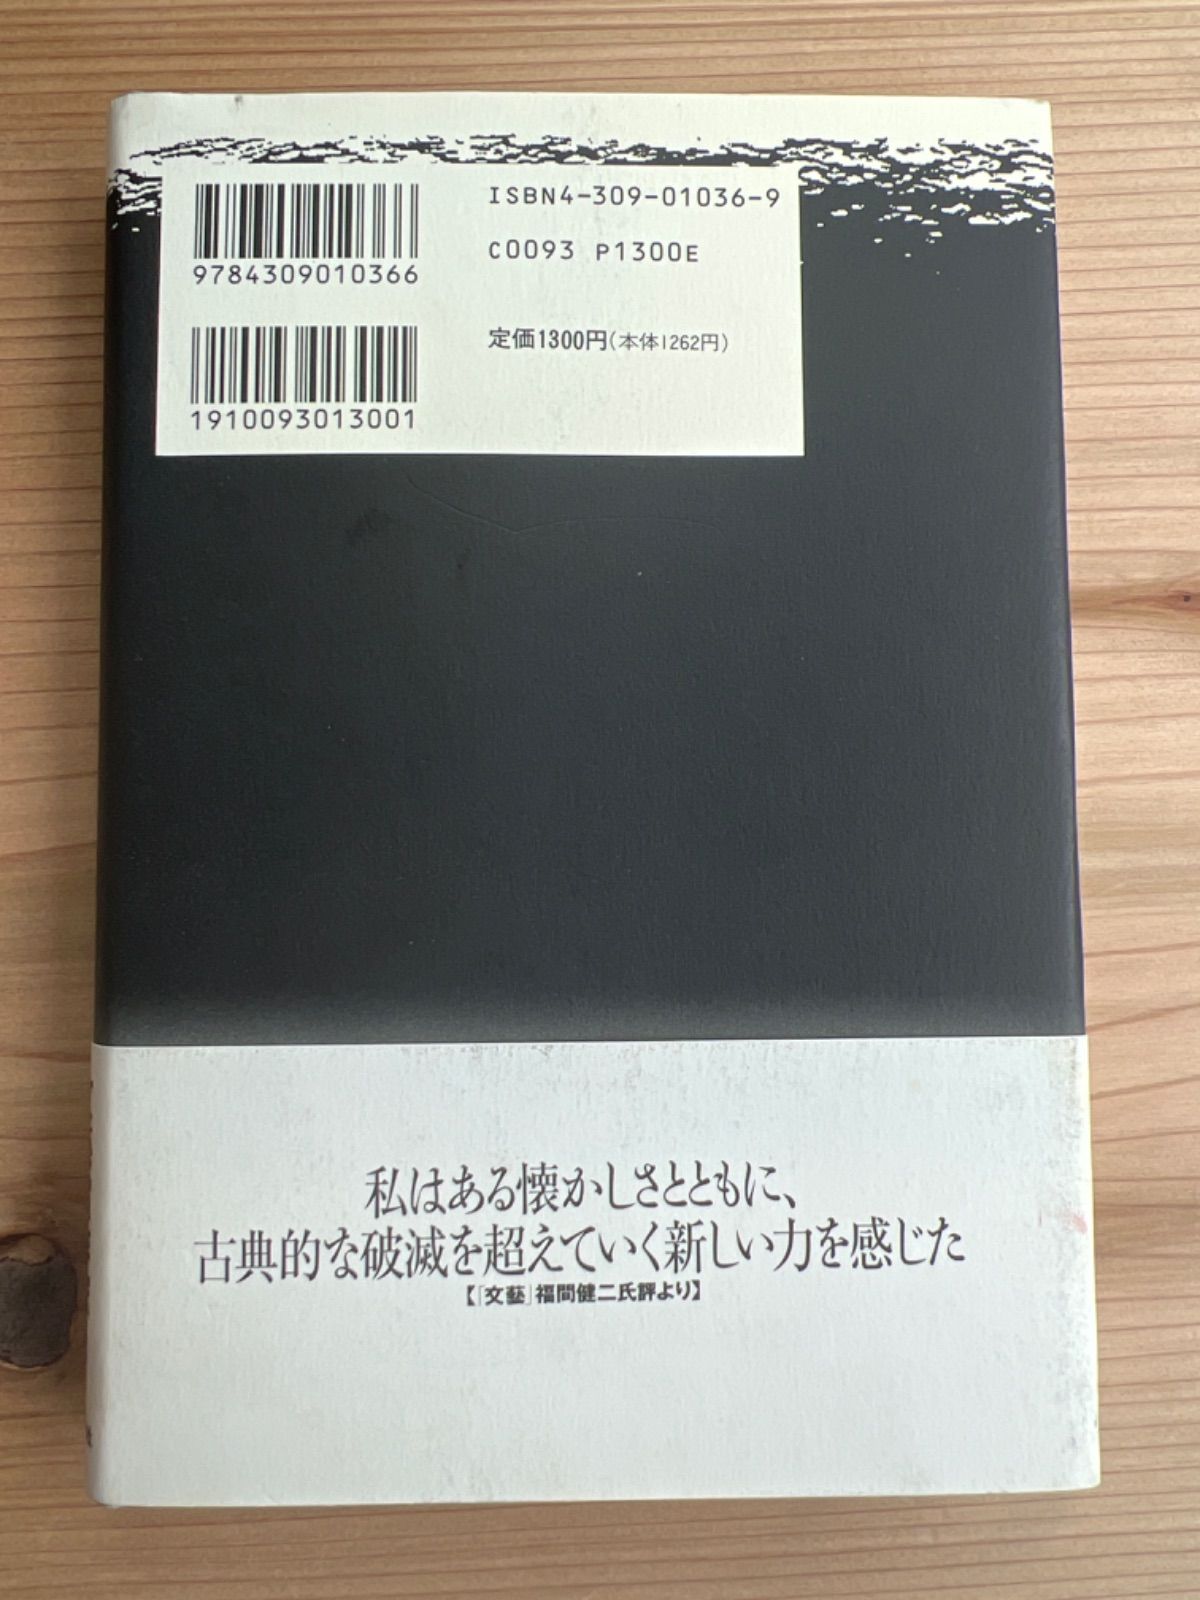 ISBN4-309-01036-9
9784309010366
C0093 P1300E
定価1300円(本体1262円)
1910093013001
私はある懐かしさとともに、
古典的な破滅を超えていく新しい力を感じた
【「文藝」福間健二氏評より】